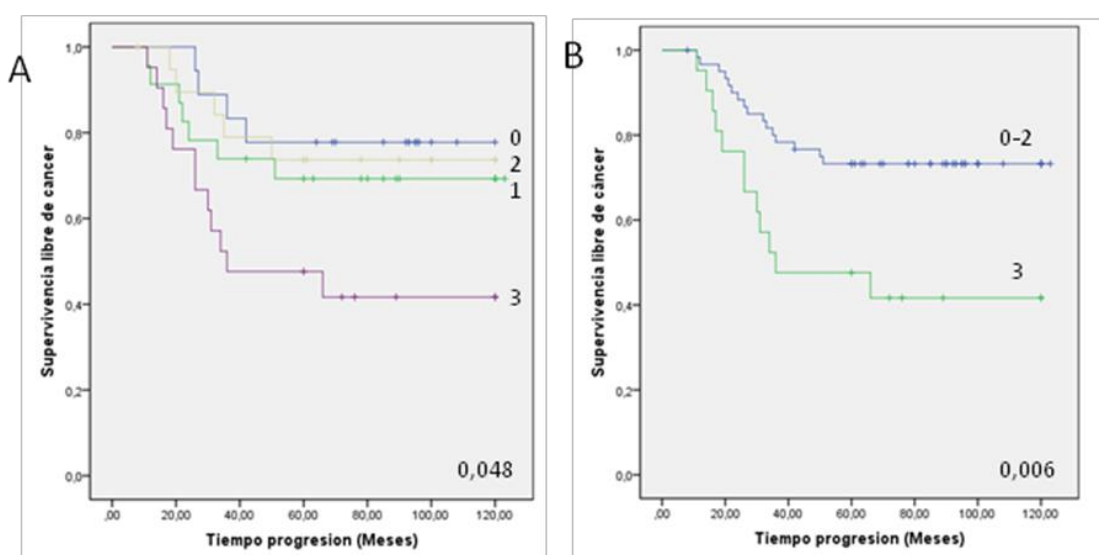 A
Supervivencia libre de cancer
1,0
0,8
0,6
0,4
0,2
0,0
0
2
1
3
0,048
,00 20,00 40,00 60,00 80,00 100,00 120,00
Tiempo progresion (Meses)
B
Supervivencia libre de càncer
1,0
0,8
0,6
0,4
0,2
0,0
0-2
3
0,006
,00 20,00 40,00 60,00 80,00 100,00 120,00
Tiempo progresion (Meses)